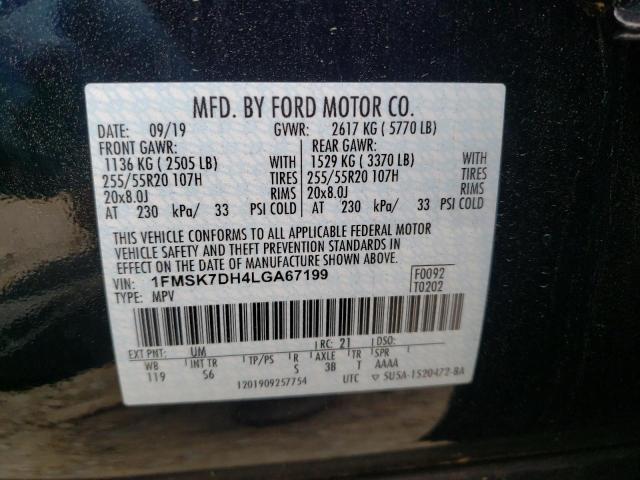 MFD. BY FORD MOTOR CO.
DATE: 09/19 GVWR: 2617 KG ( 5770 LB)
FRONT GAWR: REAR GAWR:
1136 KG ( 2505 LB) WITH 1529 KG ( 3370 LB) WITH
255/55R20 107H TIRES 255/55R20 107H TIRES
20x8.0J RIMS 20x8.0J RIMS
AT 230 kPa/ 33 PSI COLD AT 230 kPa/ 33 PSI COLD
THIS VEHICLE CONFORMS TO ALL APPLICABLE FEDERAL MOTOR
VEHICLE SAFETY AND THEFT PREVENTION STANDARDS IN
EFFECT ON THE DATE OF MANUFACTURE SHOWN ABOVE.
VIN: 1FMSK7DH4LGA67199 F0092
TYPE: MPV T0202
EXT PNT: UM RC: 21 DSO:
WB INT TR TP/PS R AXLE TR SPR
119 S6 S 3B T AAAA
1201909257754 UTC ▽ 5U5A-1520472-BA